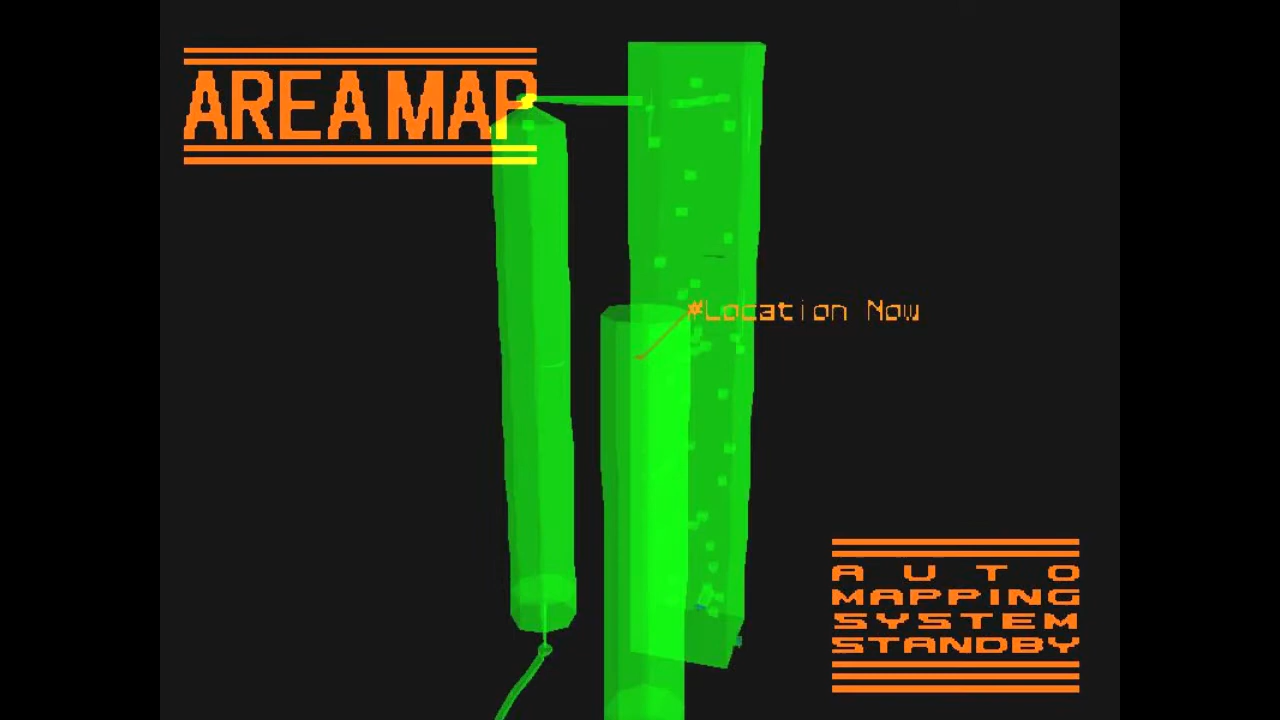 AREA MAP
#Location Now
AUTO
MAPPING
SYSTEM
STANDBY